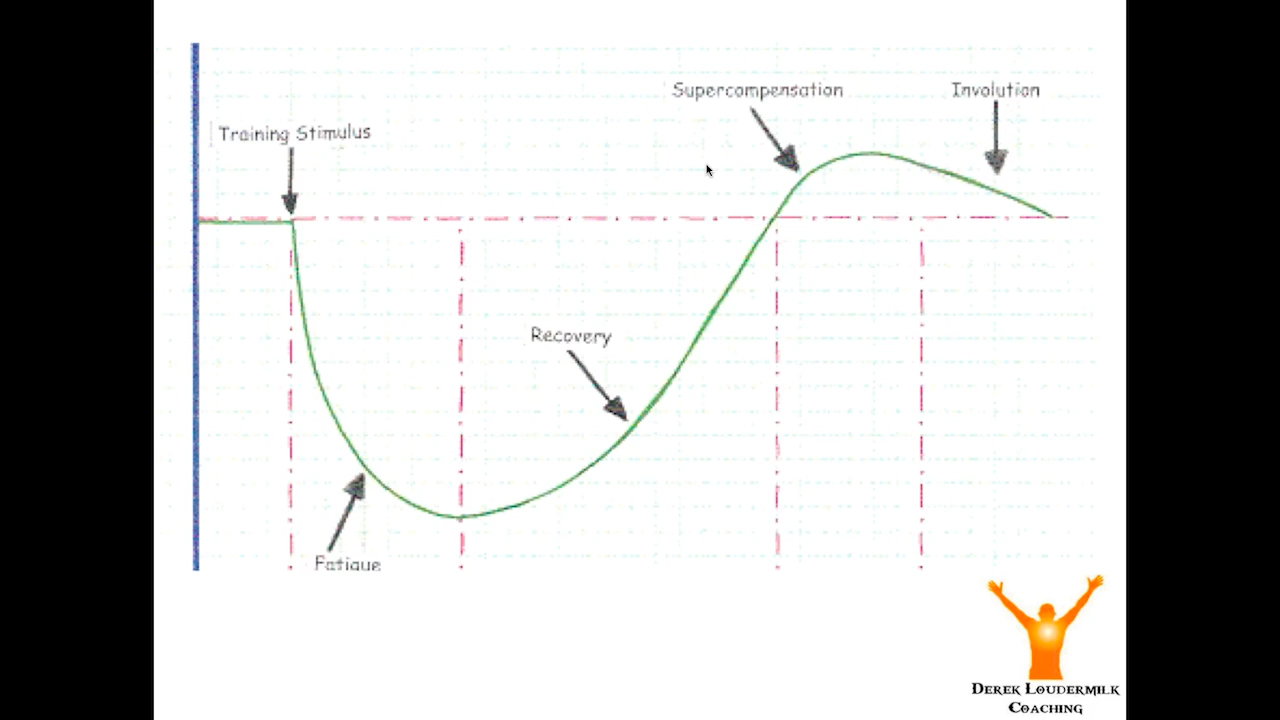 Supercompensation
Involution
Training Stimulus
Recovery
Fatigue
Derek Loudermilk
Coaching